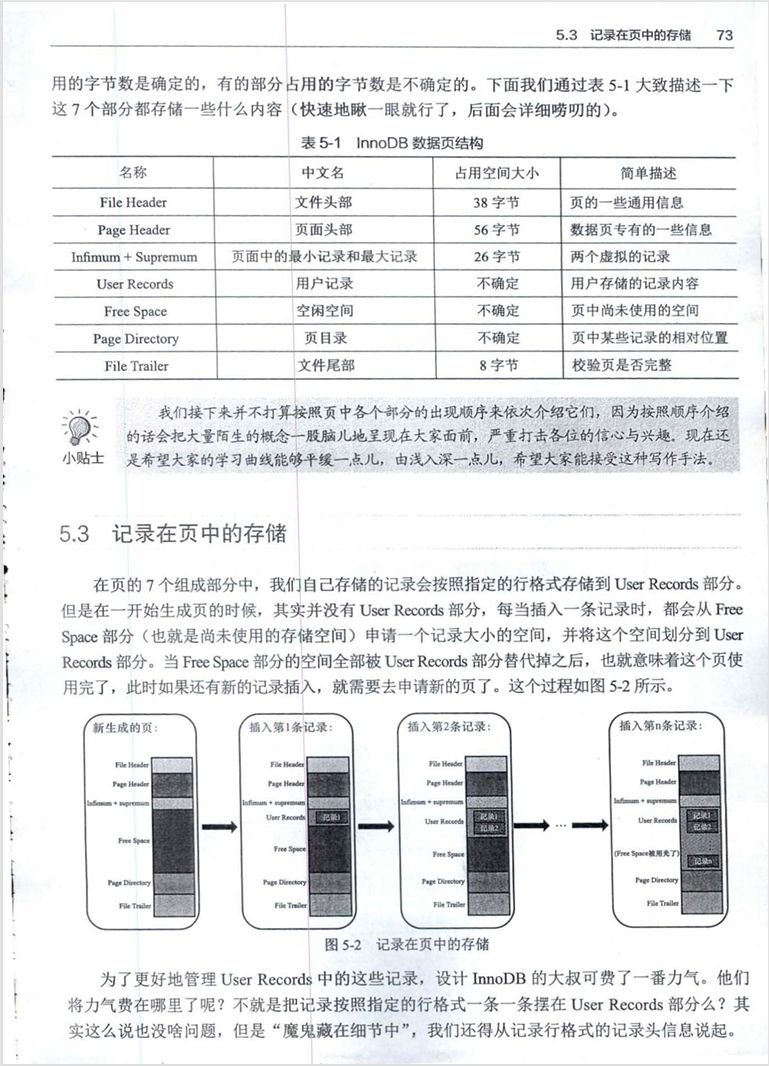 5.3 记录在页中的存储 73
用的字节数是确定的，有的部分占用的字节数是不确定的。下面我们通过表 5-1 大致描述一下
这 7 个部分都存储一些什么内容（快速地瞅一眼就行了，后面会详细唠叨的）。
表 5-1 InnoDB 数据页结构
名称 中文名 占用空间大小 简单描述
File Header 文件头部 38 字节 页的一些通用信息
Page Header 页面头部 56 字节 数据页专有的一些信息
Infimum + Supremum 页面中的最小记录和最大记录 26 字节 两个虚拟的记录
User Records 用户记录 不确定 用户存储的记录内容
Free Space 空闲空间 不确定 页中尚未使用的空间
Page Directory 页目录 不确定 页中某些记录的相对位置
File Trailer 文件尾部 8 字节 校验页是否完整
我们接下来并不打算按照页中各个部分的出现顺序来依次介绍它们，因为按照顺序介绍
的话会把大量陌生的概念一股脑儿地呈现在大家面前，严重打击各位的信心与兴趣。现在还
是希望大家的学习曲线能够平缓一点儿，由浅入深一点儿，希望大家能接受这种写作手法。
小贴士
5.3 记录在页中的存储
在页的 7 个组成部分中，我们自己存储的记录会按照指定的行格式存储到 User Records 部分。
但是在一开始生成页的时候，其实并没有 User Records 部分，每当插入一条记录时，都会从 Free
Space 部分（也就是尚未使用的存储空间）申请一个记录大小的空间，并将这个空间划分到 User
Records 部分。当 Free Space 部分的空间全部被 User Records 部分替代掉之后，也就意味着这个页使
用完了，此时如果还有新的记录插入，就需要去申请新的页了。这个过程如图 5-2 所示。
新生成的页：
File Header
Page Header
Infimum + supremum
Free Space
Page Directory
File Trailer
插入第1条记录：
File Header
Page Header
Infimum + supremum
User Records
记录1
Free Space
Page Directory
File Trailer
插入第2条记录：
File Header
Page Header
Infimum + supremum
User Records
记录1
记录2
Free Space
Page Directory
File Trailer
…
插入第n条记录：
File Header
Page Header
Infimum + supremum
User Records
记录1
记录2
(Free Space被用光了)
记录n
Page Directory
File Trailer
图 5-2 记录在页中的存储
为了更好地管理 User Records 中的这些记录，设计 InnoDB 的大叔可费了一番力气。他们
将力气费在哪里了呢？不就是把记录按照指定的行格式一条一条摆在 User Records 部分么？其
实这么说也没啥问题，但是“魔鬼藏在细节中”，我们还得从记录行格式的记录头信息说起。